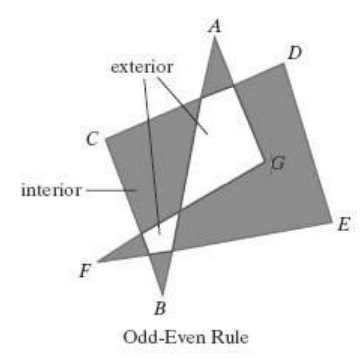 A
D
exterior
C
G
interior
E
F
B
Odd-Even Rule